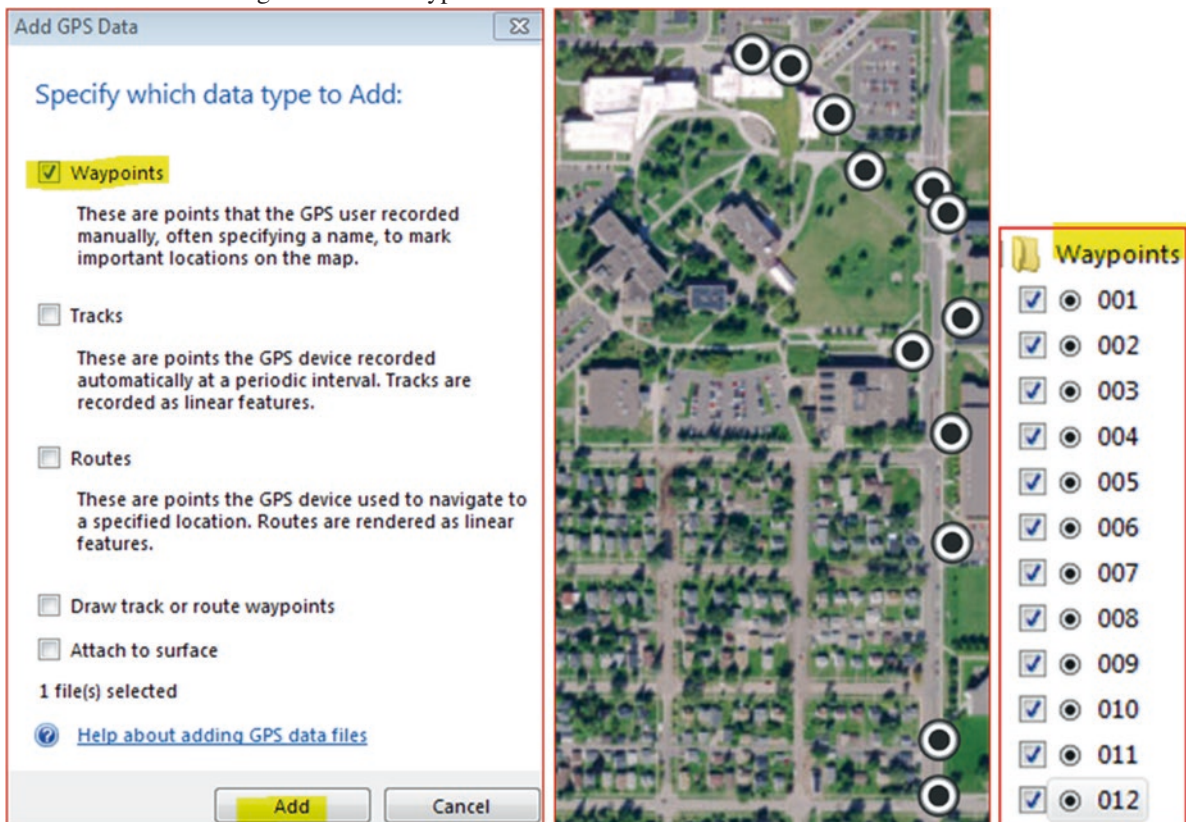 Add GPS Data
Specify which data type to Add:
Waypoints
These are points that the GPS user recorded
manually, often specifying a name, to mark
important locations on the map.
Tracks
These are points the GPS device recorded
automatically at a periodic interval. Tracks are
recorded as linear features.
Routes
These are points the GPS device used to navigate to
a specified location. Routes are rendered as linear
features.
Draw track or route waypoints
Attach to surface
1 file(s) selected
Help about adding GPS data files
Add
Cancel
Waypoints
001
002
003
004
005
006
007
008
009
010
011
012